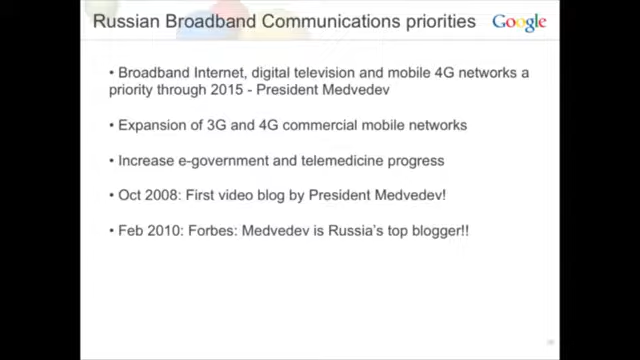 Russian Broadband Communications priorities
Google
• Broadband Internet, digital television and mobile 4G networks a
priority through 2015 - President Medvedev
• Expansion of 3G and 4G commercial mobile networks
• Increase e-government and telemedicine progress
• Oct 2008: First video blog by President Medvedev!
• Feb 2010: Forbes: Medvedev is Russia's top blogger!!